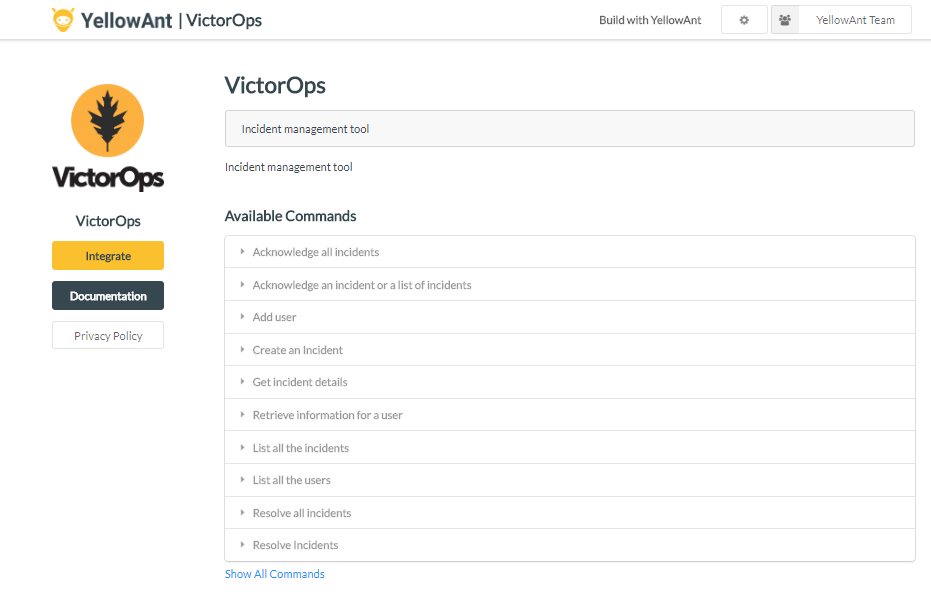 YellowAnt | VictorOps
Build with YellowAnt
YellowAnt Team
VictorOps
VictorOps
Integrate
Documentation
Privacy Policy
VictorOps
Incident management tool
Incident management tool
Available Commands
Acknowledge all incidents
Acknowledge an incident or a list of incidents
Add user
Create an Incident
Get incident details
Retrieve information for a user
List all the incidents
List all the users
Resolve all incidents
Resolve Incidents
Show All Commands